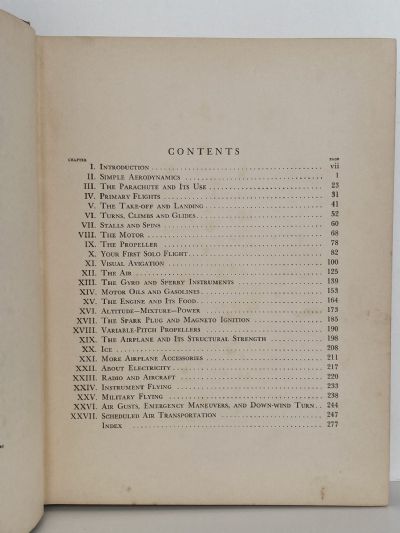 CONTENTS
CHAPTER PAGE
I. Introduction vii
II. Simple Aerodynamics 1
III. The Parachute and Its Use 23
IV. Primary Flights 31
V. The Take-off and Landing 41
VI. Turns, Climbs and Glides 52
VII. Stalls and Spins 60
VIII. The Motor 68
IX. The Propeller 78
X. Your First Solo Flight 82
XI. Visual Avigation 100
XII. The Air 125
XIII. The Gyro and Sperry Instruments 139
XIV. Motor Oils and Gasolines 153
XV. The Engine and Its Food 164
XVI. Altitude—Mixture—Power 173
XVII. The Spark Plug and Magneto Ignition 185
XVIII. Variable-Pitch Propellers 190
XIX. The Airplane and Its Structural Strength 198
XX. Ice 208
XXI. More Airplane Accessories 211
XXII. About Electricity 217
XXIII. Radio and Aircraft 220
XXIV. Instrument Flying 233
XXV. Military Flying 238
XXVI. Air Gusts, Emergency Maneuvers, and Down-wind Turn 244
XXVII. Scheduled Air Transportation 247
Index 277